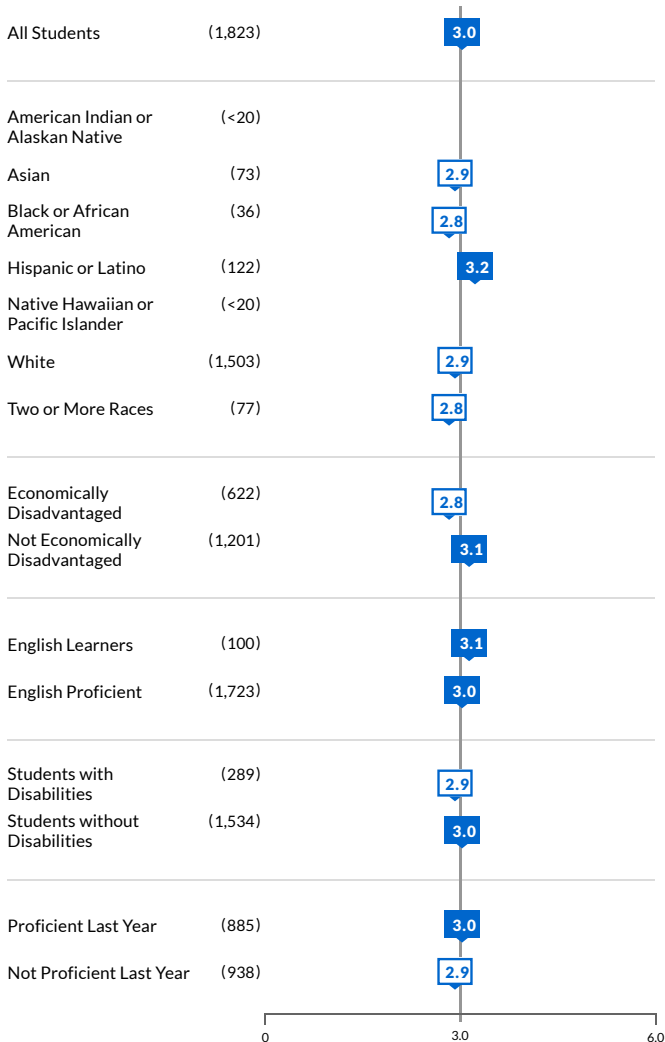 All Students (1,823) 3.0
American Indian or (<20)
Alaskan Native
Asian (73) 2.9
Black or African (36) 2.8
American
Hispanic or Latino (122) 3.2
Native Hawaiian or (<20)
Pacific Islander
White (1,503) 2.9
Two or More Races (77) 2.8
Economically (622) 2.8
Disadvantaged
Not Economically (1,201) 3.1
Disadvantaged
English Learners (100) 3.1
English Proficient (1,723) 3.0
Students with (289) 2.9
Disabilities
Students without (1,534) 3.0
Disabilities
Proficient Last Year (885) 3.0
Not Proficient Last Year (938) 2.9
0 3.0 6.0